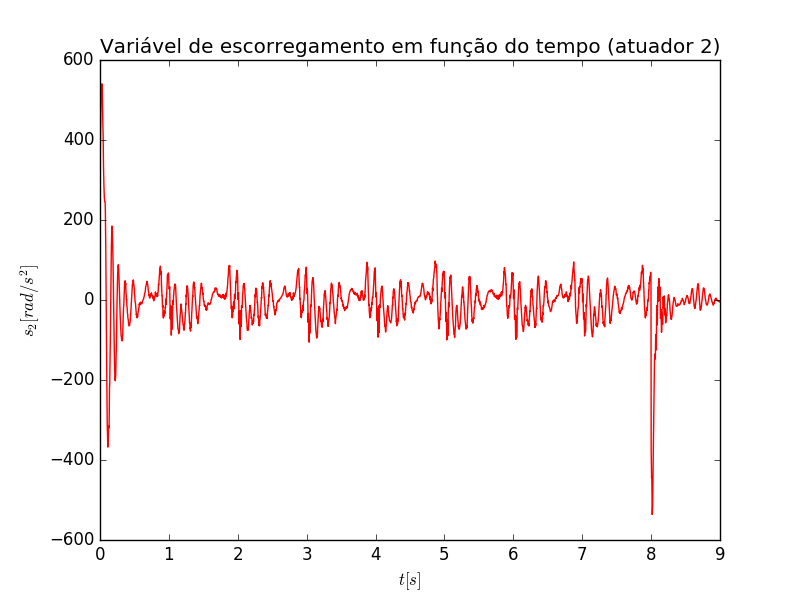 Variável de escorregamento em função do tempo (atuador 2)
600
400
200
0
−200
−400
−600
s₂[rad/s²]
0 1 2 3 4 5 6 7 8 9
t[s]